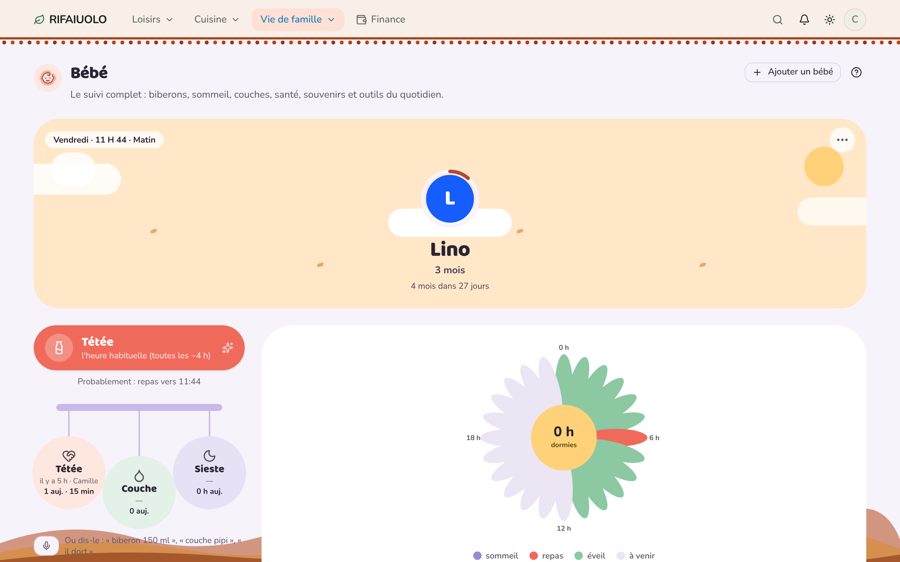 RIFAIUOLO
Loisirs
Cuisine
Vie de famille
Finance
C
Bébé
Le suivi complet : biberons, sommeil, couches, santé, souvenirs et outils du quotidien.
Ajouter un bébé
Vendredi · 11 H 44 · Matin
L
Lino
3 mois
4 mois dans 27 jours
Tétée
l'heure habituelle (toutes les ~4 h)
Probablement : repas vers 11:44
Tétée
il y a 5 h · Camille
1 auj. · 15 min
Couche
—
0 auj.
Sieste
—
0 h auj.
Ou dis-le : « biberon 150 ml », « couche pipi », «
il dort ».
0 h
6 h
12 h
18 h
0 h
dormies
sommeil
repas
éveil
à venir